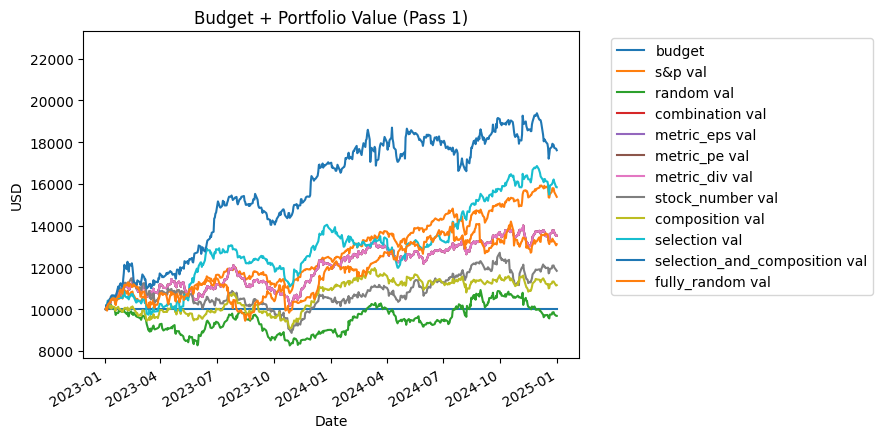 Budget + Portfolio Value (Pass 1)
USD
22000
20000
18000
16000
14000
12000
10000
8000
2023-01
2023-04
2023-07
2023-10
2024-01
2024-04
2024-07
2024-10
2025-01
Date
budget
s&p val
random val
combination val
metric_eps val
metric_pe val
metric_div val
stock_number val
composition val
selection val
selection_and_composition val
fully_random val